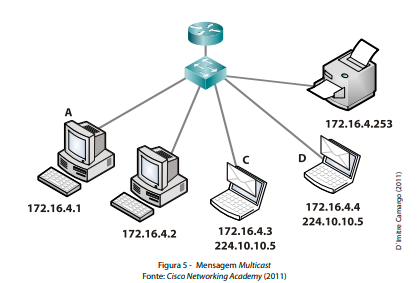 A
172.16.4.1
172.16.4.2
C
172.16.4.3
224.10.10.5
D
172.16.4.4
224.10.10.5
172.16.4.253
D'Imitre Camargo (2011)
Figura 5 - Mensagem Multicast
Fonte: Cisco Networking Academy (2011)